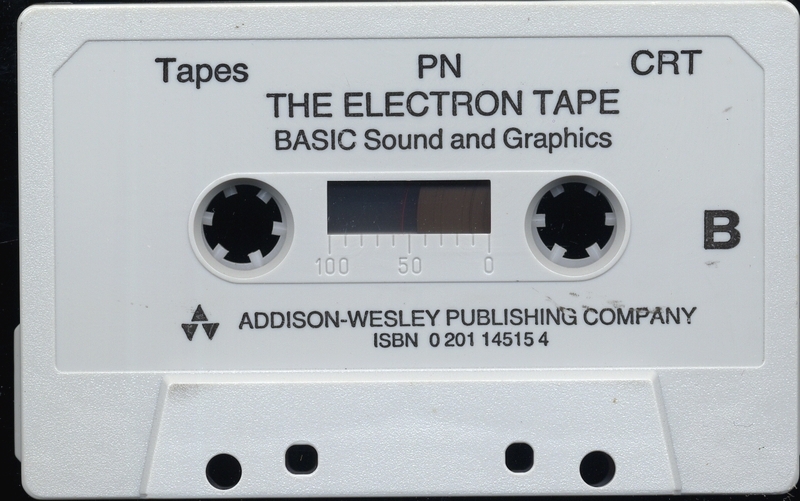 Tapes PN CRT
THE ELECTRON TAPE
BASIC Sound and Graphics
B
100 50 0
ADDISON-WESLEY PUBLISHING COMPANY
ISBN 0 201 14515 4